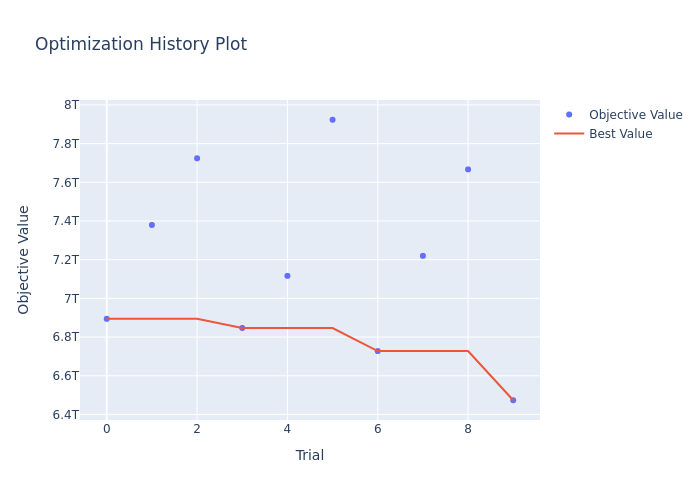 Optimization History Plot
Objective Value
Best Value
8T
7.8T
7.6T
7.4T
7.2T
7T
6.8T
6.6T
6.4T
Objective Value
0
2
4
6
8
Trial